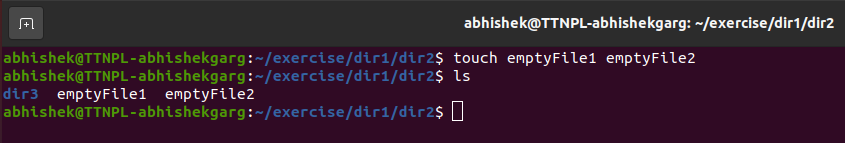 abhishek@TTNPL-abhishekgarg: ~/exercise/dir1/dir2
abhishek@TTNPL-abhishekgarg:~/exercise/dir1/dir2$ touch emptyFile1 emptyFile2
abhishek@TTNPL-abhishekgarg:~/exercise/dir1/dir2$ ls
dir3  emptyFile1  emptyFile2
abhishek@TTNPL-abhishekgarg:~/exercise/dir1/dir2$